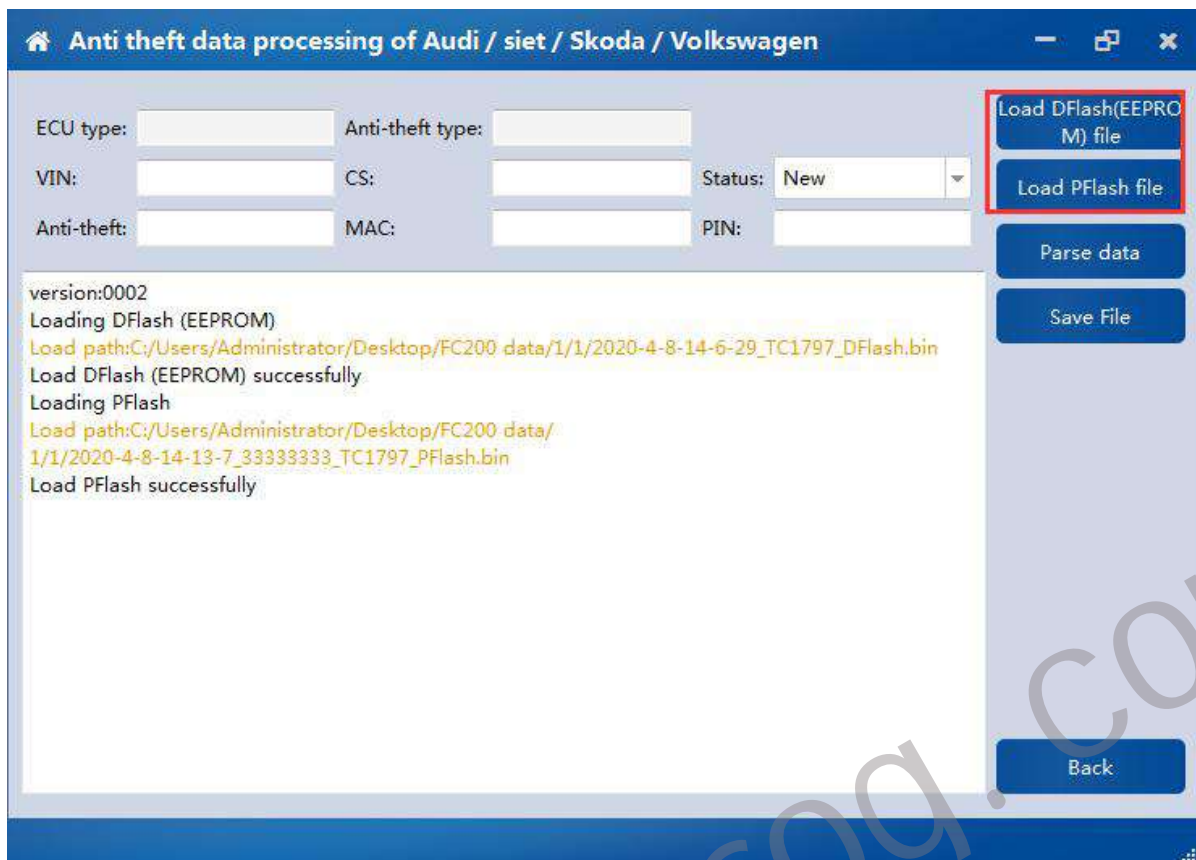 Anti theft data processing of Audi / siet / Skoda / Volkswagen
ECU type: Anti-theft type:
VIN: CS: Status: New
Anti-theft: MAC: PIN:
Load DFlash(EEPRO
M) file
Load PFlash file
Parse data
Save File
version:0002
Loading DFlash (EEPROM)
Load path:C:/Users/Administrator/Desktop/FC200 data/1/1/2020-4-8-14-6-29_TC1797_DFlash.bin
Load DFlash (EEPROM) successfully
Loading PFlash
Load path:C:/Users/Administrator/Desktop/FC200 data/
1/1/2020-4-8-14-13-7_33333333_TC1797_PFlash.bin
Load PFlash successfully
Back